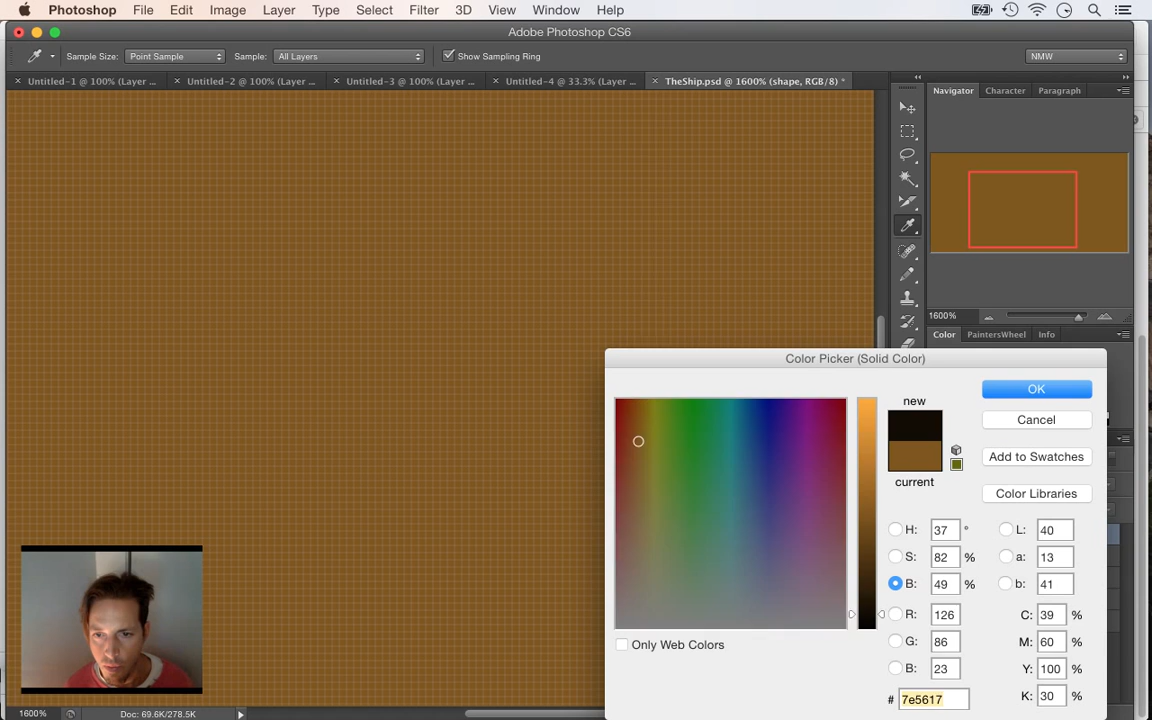 Photoshop File Edit Image Layer Type Select Filter 3D View Window Help
Adobe Photoshop CS6
Sample Size: Point Sample Sample: All Layers Show Sampling Ring NMW
Untitled-1 @ 100% (Layer ... Untitled-2 @ 100% (Layer ... Untitled-3 @ 100% (Layer ... Untitled-4 @ 33.3% (Layer ... TheShip.psd @ 1600% (shape, RGB/8) *
Navigator Character Paragraph
1600%
Color PaintersWheel Info
Color Picker (Solid Color)
OK
new
Cancel
Add to Swatches
current
Color Libraries
H: 37 ° L: 40
S: 82 % a: 13
B: 49 % b: 41
R: 126 C: 39 %
G: 86 M: 60 %
Only Web Colors
B: 23 Y: 100 %
# 7e5617 K: 30 %
1600% Doc: 69.6K/278.5K